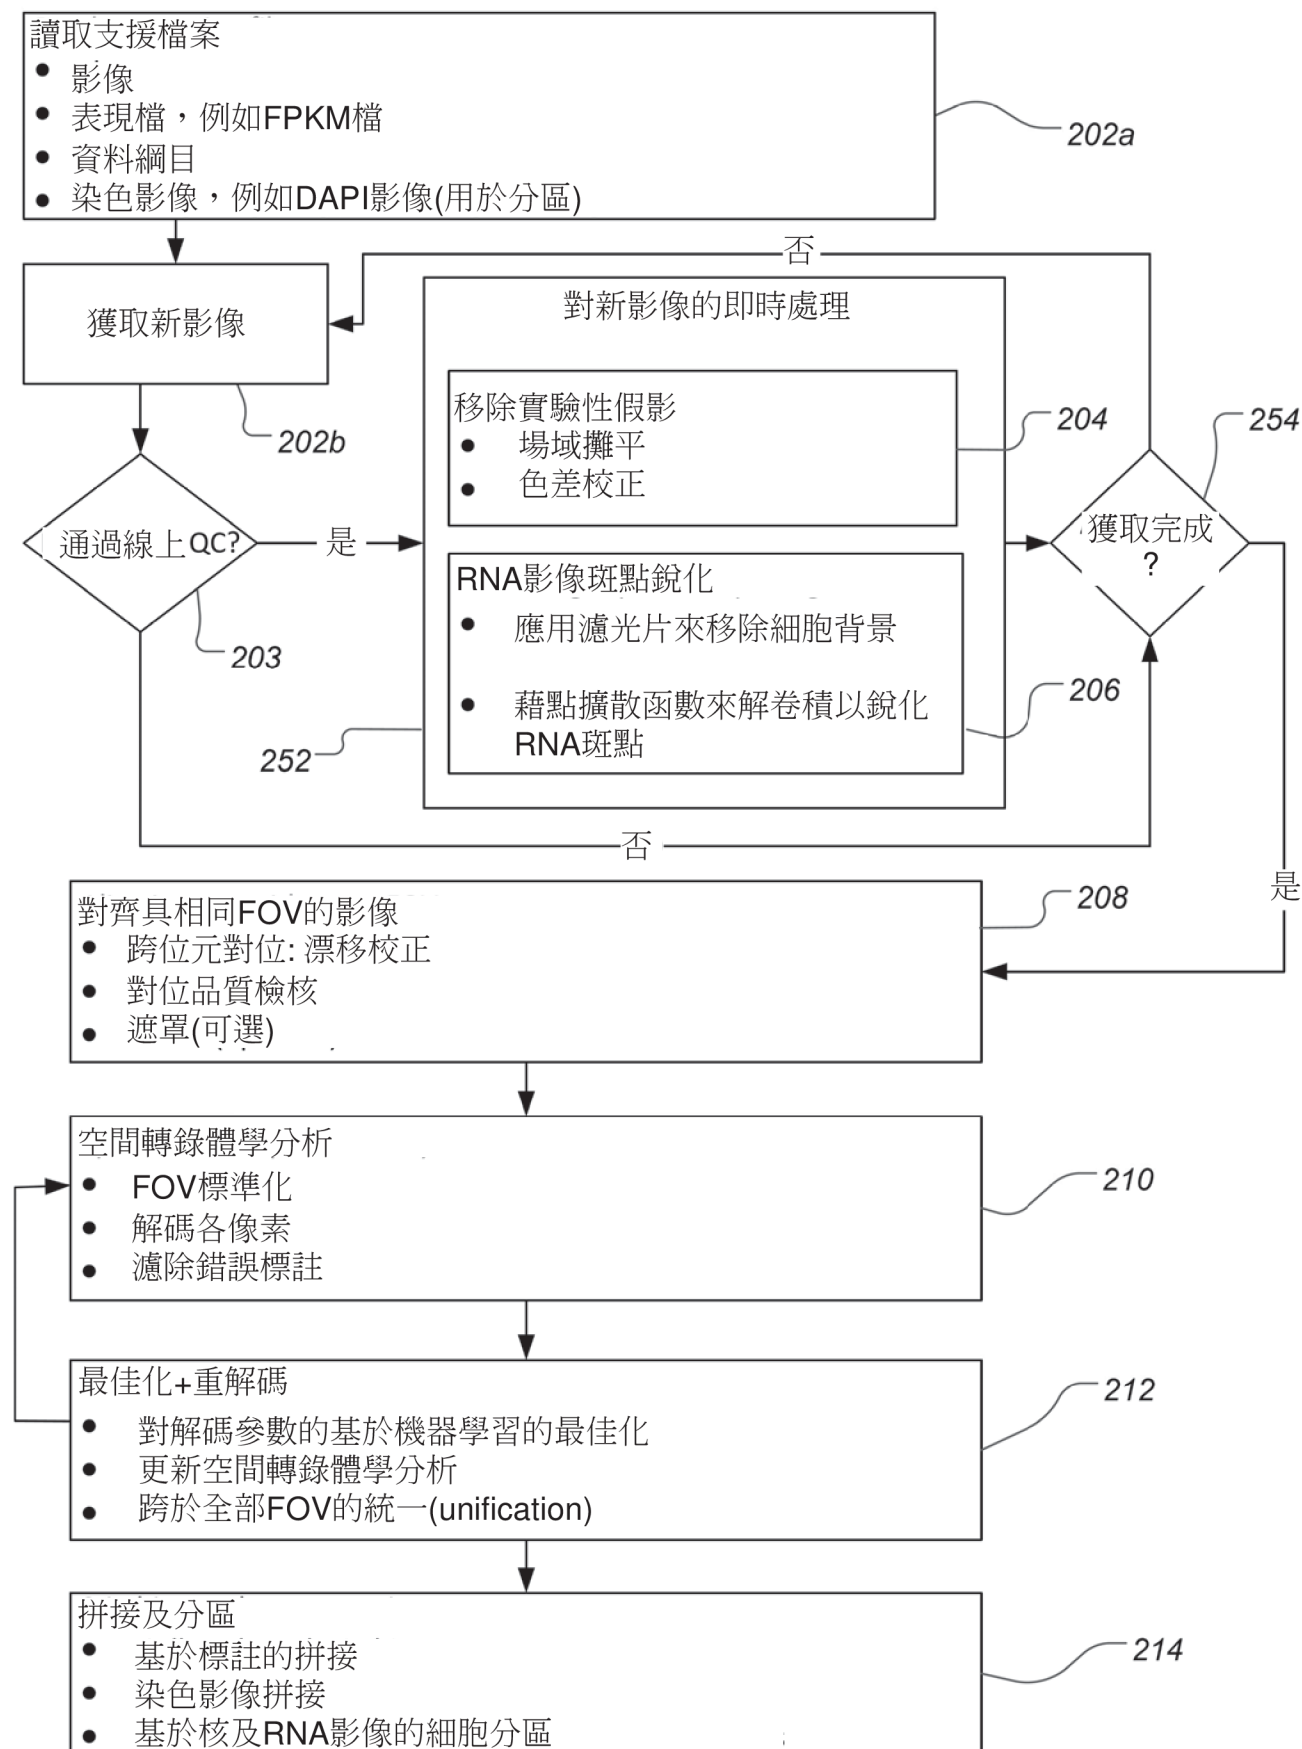 讀取支援檔案
● 影像
● 表現檔，例如FPKM檔
● 資料綱目
● 染色影像，例如DAPI影像(用於分區)
202a
否
獲取新影像
202b
對新影像的即時處理
移除實驗性假影
● 場域攤平
● 色差校正
204
254
通過線上QC?
是
203
獲取完成
?
RNA影像斑點銳化
● 應用濾光片來移除細胞背景
● 藉點擴散函數來解卷積以銳化
RNA斑點
206
252
否
是
對齊具相同FOV的影像
● 跨位元對位: 漂移校正
● 對位品質檢核
● 遮罩(可選)
208
空間轉錄體學分析
● FOV標準化
● 解碼各像素
● 濾除錯誤標註
210
最佳化+重解碼
● 對解碼參數的基於機器學習的最佳化
● 更新空間轉錄體學分析
● 跨於全部FOV的統一(unification)
212
拼接及分區
● 基於標註的拼接
● 染色影像拼接
● 基於核及RNA影像的細胞分區
214